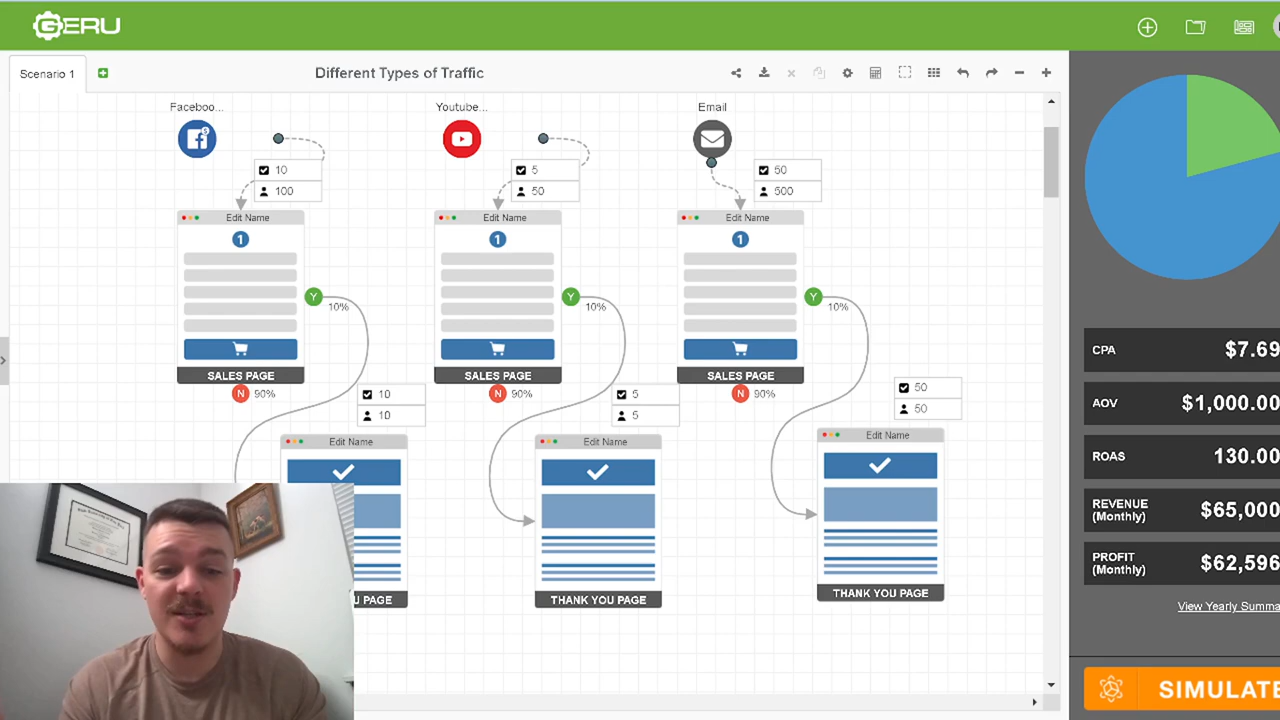 GERU
Scenario 1
Different Types of Traffic
Faceboo...
Youtube...
Email
10
100
5
50
50
500
Edit Name
Edit Name
Edit Name
1
1
1
Y
10%
Y
10%
Y
10%
SALES PAGE
SALES PAGE
SALES PAGE
N 90%
N 90%
N 90%
10
10
5
5
50
50
Edit Name
Edit Name
Edit Name
U PAGE
THANK YOU PAGE
THANK YOU PAGE
CPA $7.69
AOV $1,000.00
ROAS 130.00
REVENUE
(Monthly) $65,000
PROFIT
(Monthly) $62,596
View Yearly Summa
SIMULATE